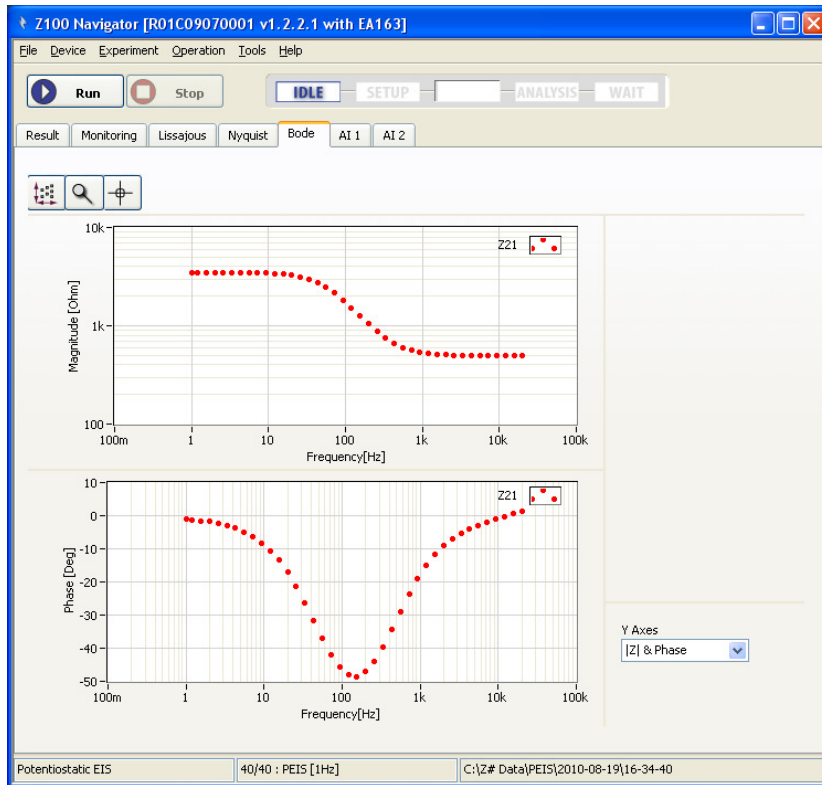 Z100 Navigator [R01C09070001 v1.2.2.1 with EA163]
File Device Experiment Operation Tools Help
Run Stop IDLE SETUP ANALYSIS WAIT
Result Monitoring Lissajous Nyquist Bode AI 1 AI 2
10k
1k
100
Magnitude [Ohm]
Z21
100m 1 10 100 1k 10k 100k
Frequency[Hz]
10
0
-10
-20
-30
-40
-50
Phase [Deg]
Z21
100m 1 10 100 1k 10k 100k
Frequency[Hz]
Y Axes
|Z| & Phase
Potentiostatic EIS 40/40 : PEIS [1Hz] C:\Z# Data\PEIS\2010-08-19\16-34-40